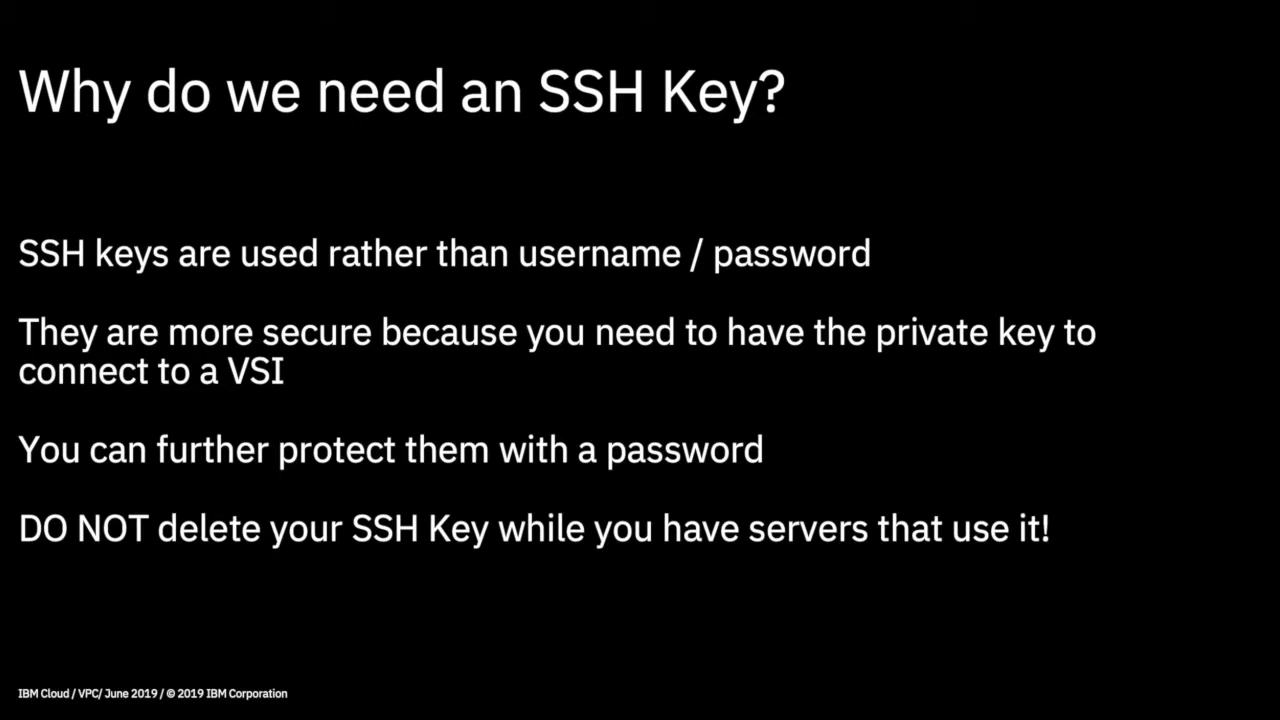 Why do we need an SSH Key?
SSH keys are used rather than username / password
They are more secure because you need to have the private key to
connect to a VSI
You can further protect them with a password
DO NOT delete your SSH Key while you have servers that use it!
IBM Cloud / VPC/ June 2019 / © 2019 IBM Corporation